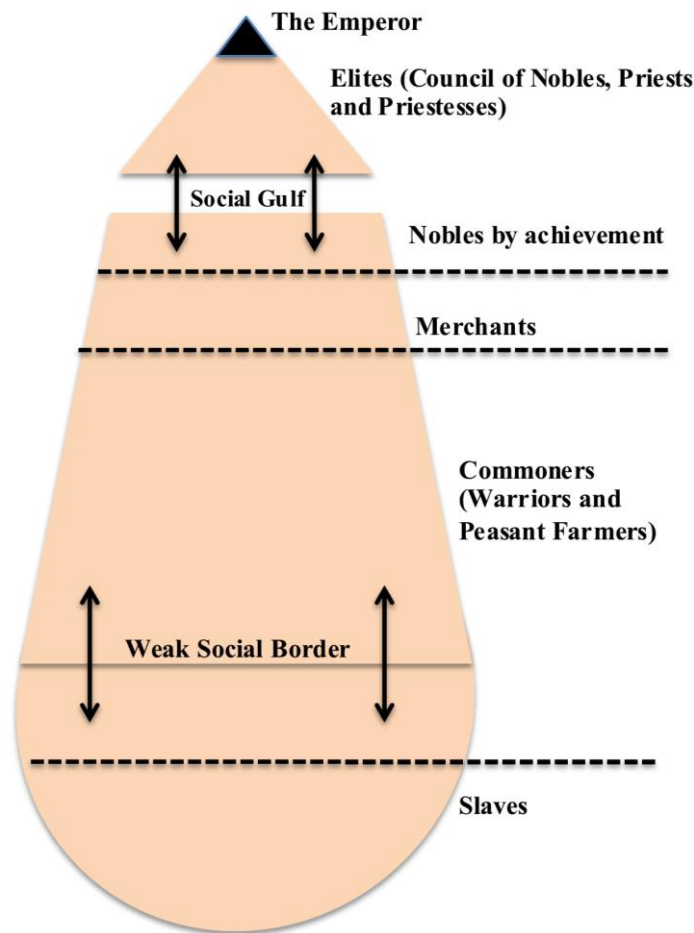 The Emperor
Elites (Council of Nobles, Priests
and Priestesses)
Social Gulf
Nobles by achievement
Merchants
Commoners
(Warriors and
Peasant Farmers)
Weak Social Border
Slaves